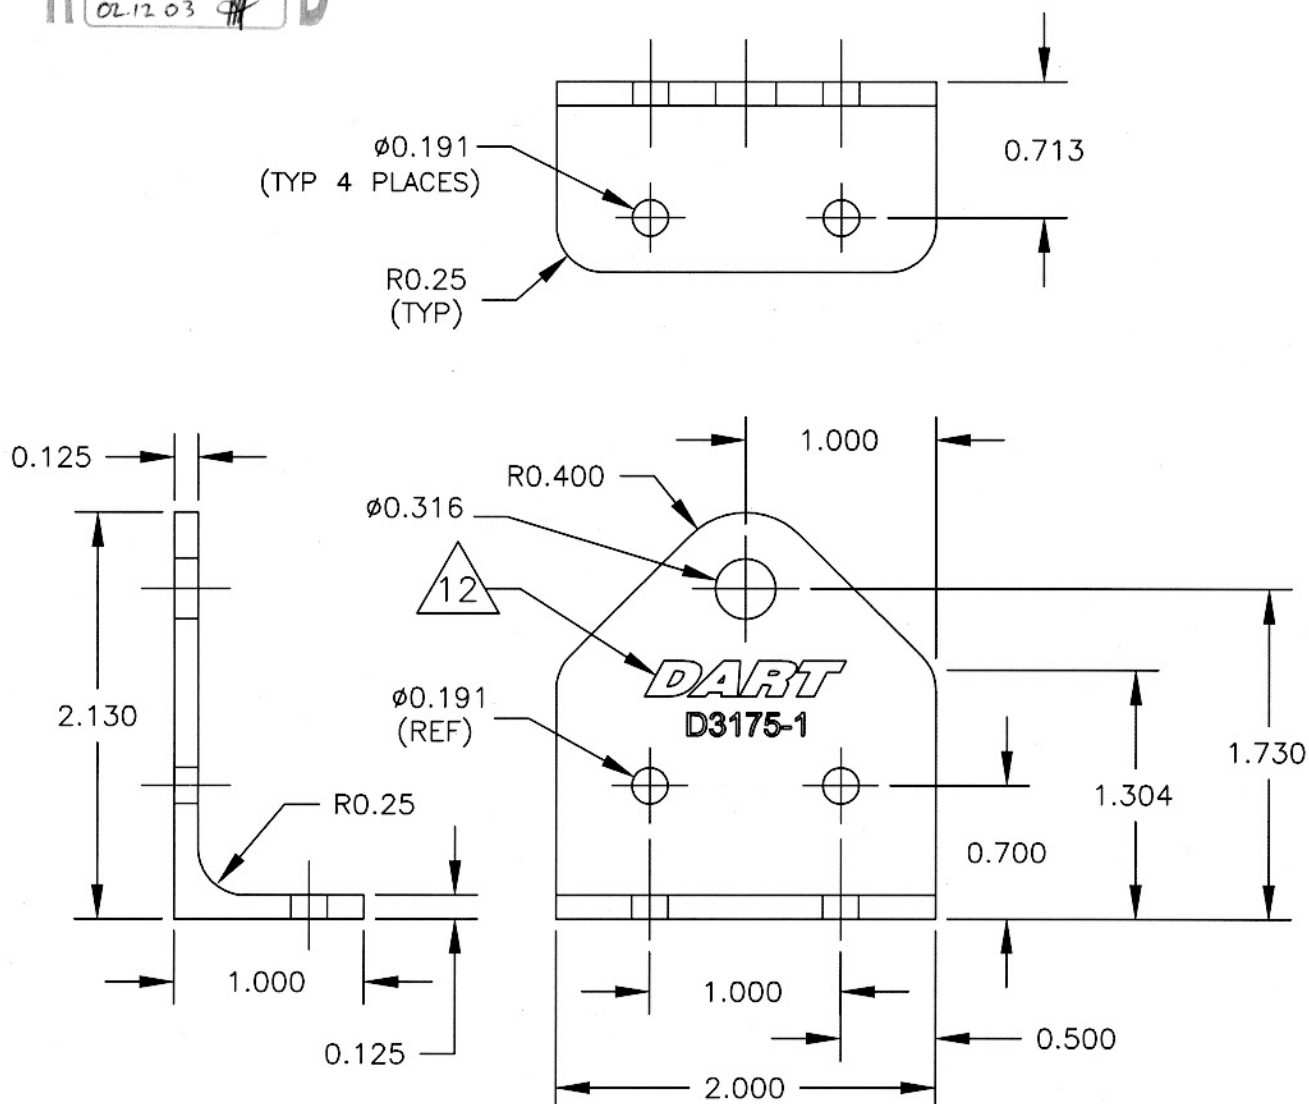 02.12.03
0.713
Ø0.191
(TYP 4 PLACES)
R0.25
(TYP)
0.125
1.000
R0.400
Ø0.316
12
DART
D3175-1
2.130
Ø0.191
(REF)
R0.25
1.730
1.304
0.700
1.000
1.000
0.125
0.500
2.000